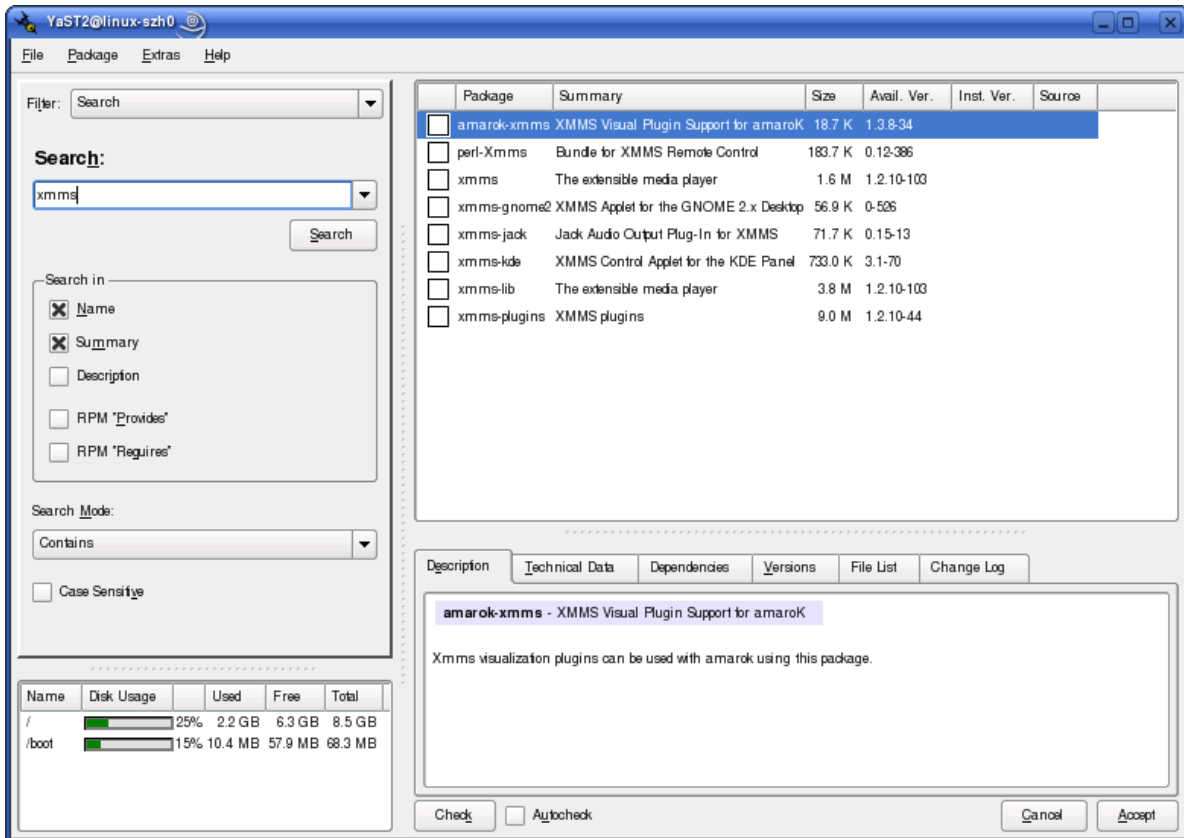 YaST2@linux-szh0
File Package Extras Help
Filter: Search
Search:
xmms
Search
Search in
Name
Summary
Description
RPM "Provides"
RPM "Requires"
Search Mode:
Contains
Case Sensitive
Name Disk Usage Used Free Total
/ 25% 2.2 GB 6.3 GB 8.5 GB
/boot 15% 10.4 MB 57.9 MB 68.3 MB
Package Summary Size Avail. Ver. Inst. Ver. Source
amarok-xmms XMMS Visual Plugin Support for amaroK 18.7 K 1.3.8-34
perl-Xmms Bundle for XMMS Remote Control 183.7 K 0.12-386
xmms The extensible media player 1.6 M 1.2.10-103
xmms-gnome2 XMMS Applet for the GNOME 2.x Desktop 56.9 K 0-526
xmms-jack Jack Audio Output Plug-In for XMMS 71.7 K 0.15-13
xmms-kde XMMS Control Applet for the KDE Panel 733.0 K 3.1-70
xmms-lib The extensible media player 3.8 M 1.2.10-103
xmms-plugins XMMS plugins 9.0 M 1.2.10-44
Description Technical Data Dependencies Versions File List Change Log
amarok-xmms - XMMS Visual Plugin Support for amaroK
Xmms visualization plugins can be used with amarok using this package.
Check Autocheck Cancel Accept